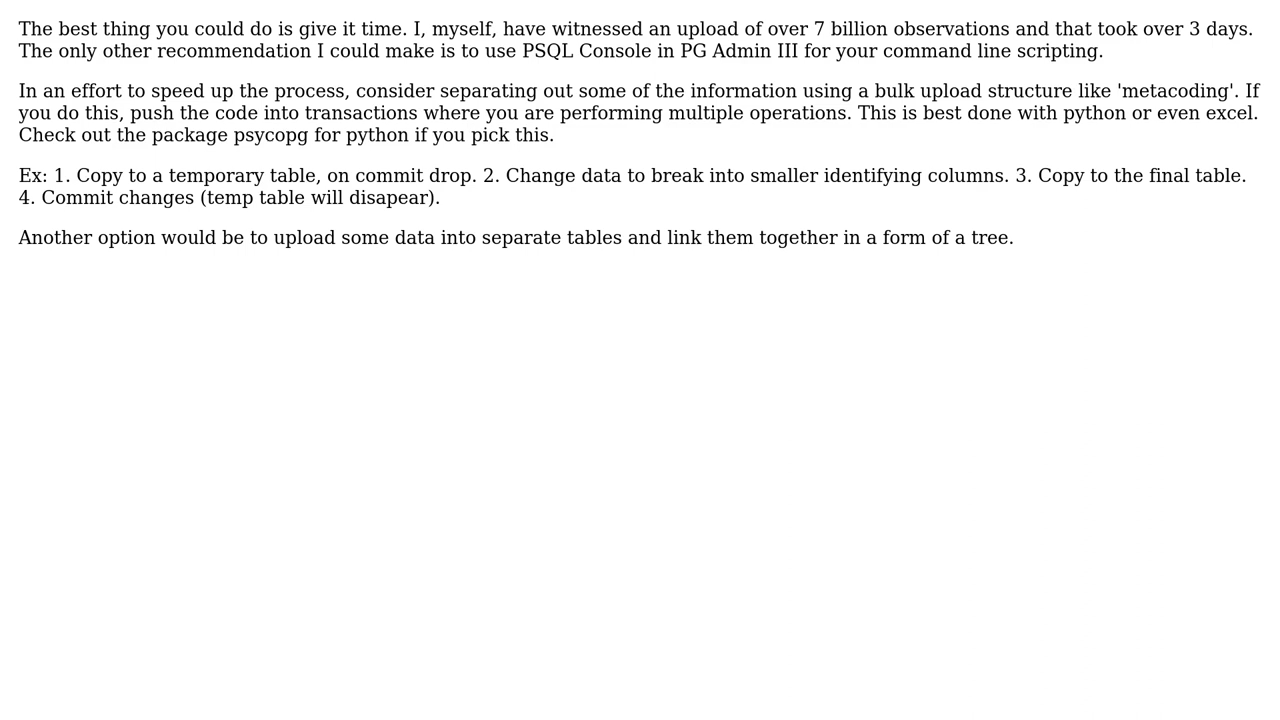 The best thing you could do is give it time. I, myself, have witnessed an upload of over 7 billion observations and that took over 3 days.
The only other recommendation I could make is to use PSQL Console in PG Admin III for your command line scripting.
In an effort to speed up the process, consider separating out some of the information using a bulk upload structure like 'metacoding'. If
you do this, push the code into transactions where you are performing multiple operations. This is best done with python or even excel.
Check out the package psycopg for python if you pick this.
Ex: 1. Copy to a temporary table, on commit drop. 2. Change data to break into smaller identifying columns. 3. Copy to the final table.
4. Commit changes (temp table will disapear).
Another option would be to upload some data into separate tables and link them together in a form of a tree.